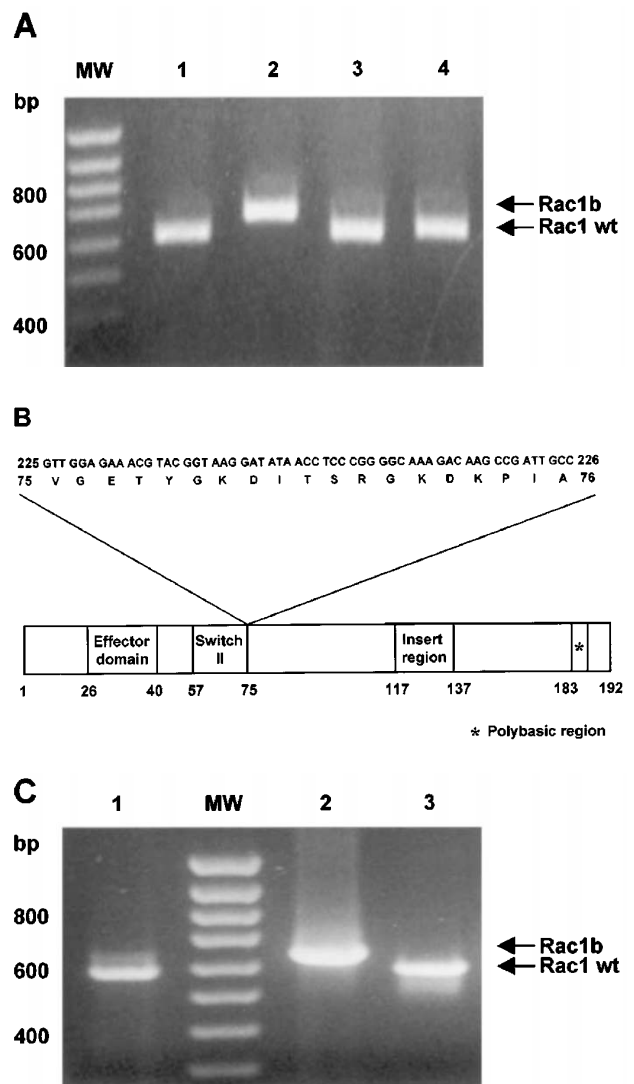 A
MW 1 2 3 4
bp
800
600
400
Rac1b
Rac1 wt
B
225 GTT GGA GAA ACG TAC GGT AAG GAT ATA ACC TCC CGG GGC AAA GAC AAG CCG ATT GCC 226
75 V G E T Y G K D I T S R G K D K P I A 76
Effector domain
Switch II
Insert region
*
1 26 40 57 75 117 137 183 192
* Polybasic region
C
1 MW 2 3
bp
800
600
400
Rac1b
Rac1 wt